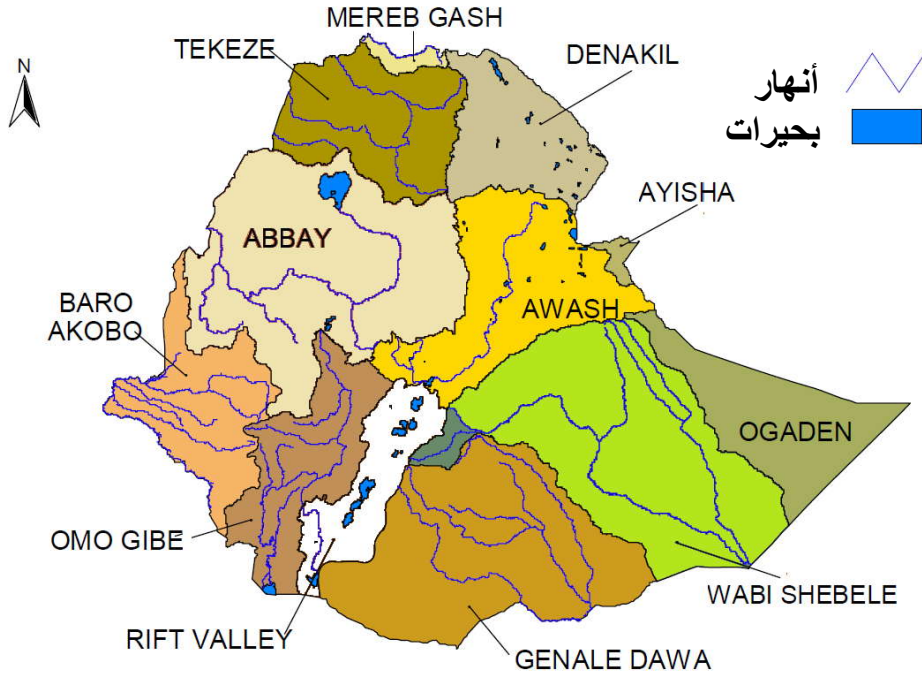 MEREB GASH
TEKEZE
DENAKIL
N
أنهار
بحيرات
AYISHA
ABBAY
BARO
AKOBO
AWASH
OGADEN
OMO GIBE
WABI SHEBELE
RIFT VALLEY
GENALE DAWA